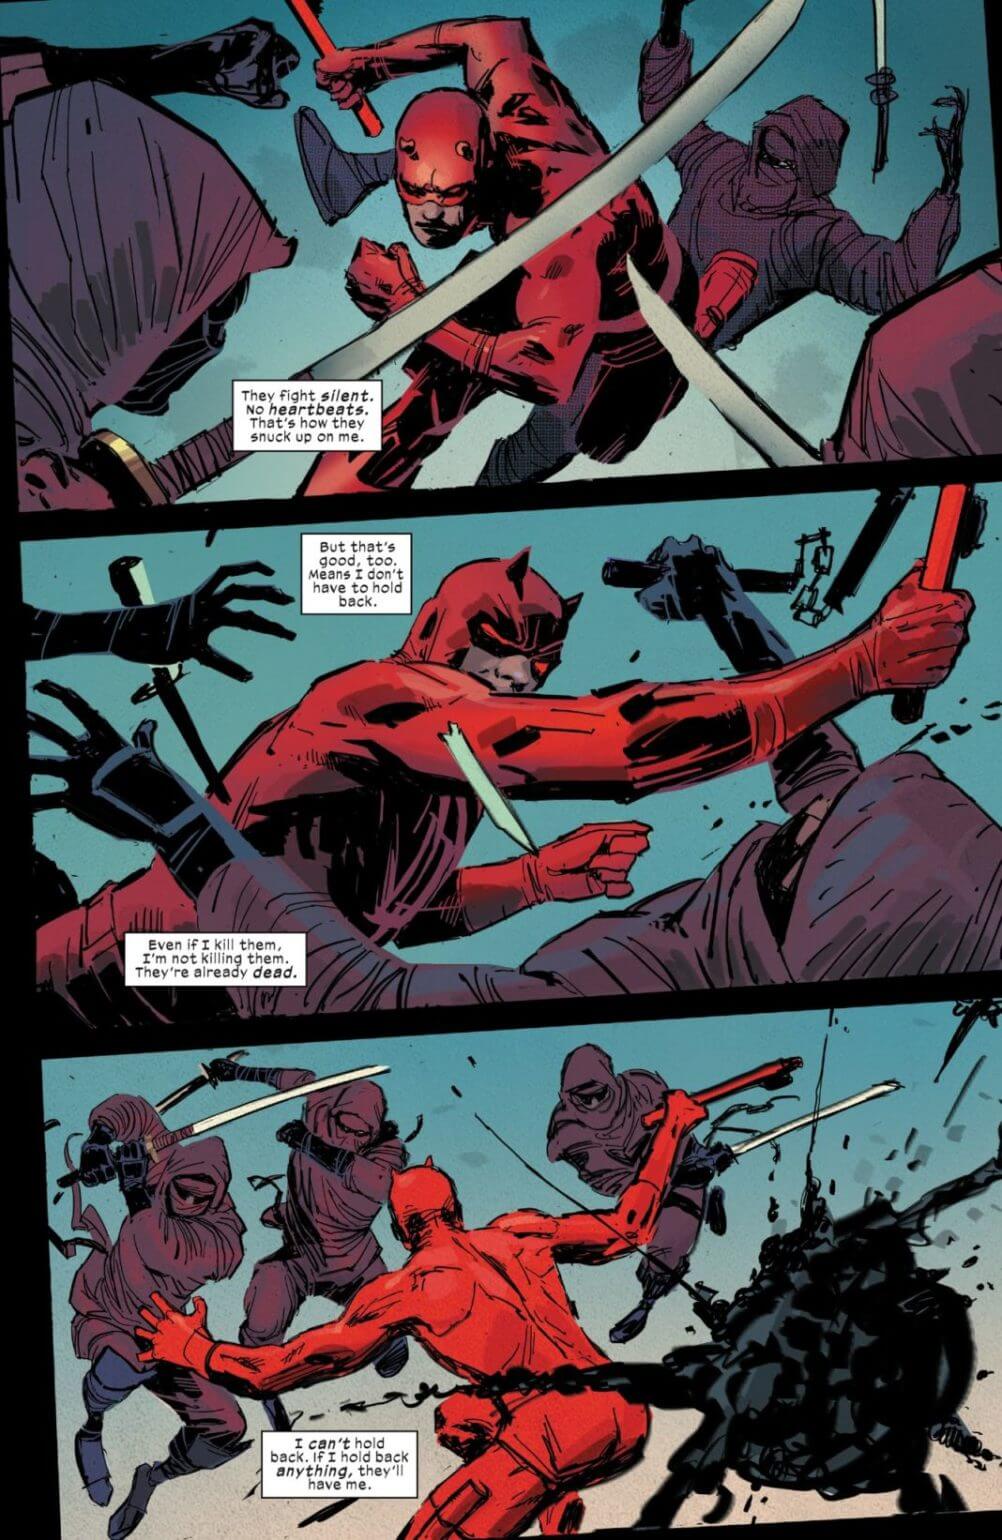 They fight silent.
No heartbeats.
That's how they
snuck up on me.
But that's
good, too.
Means I don't
have to hold
back.
Even if I kill them,
I'm not killing them.
They're already dead.
I can't hold
back. If I hold back
anything, they'll
have me.